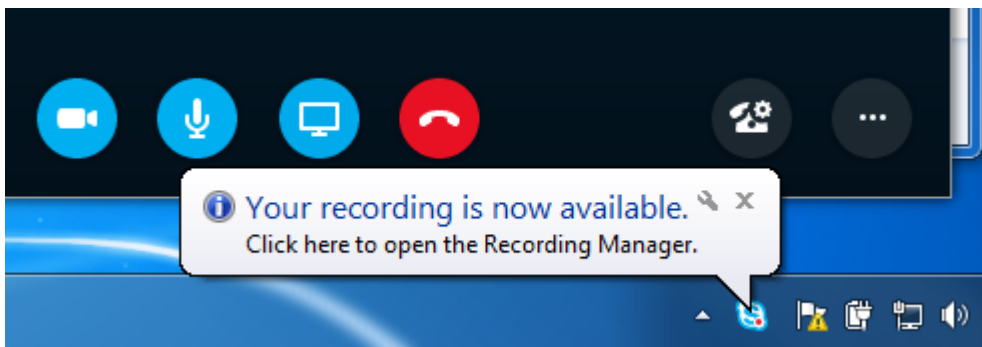 Your recording is now available.
Click here to open the Recording Manager.